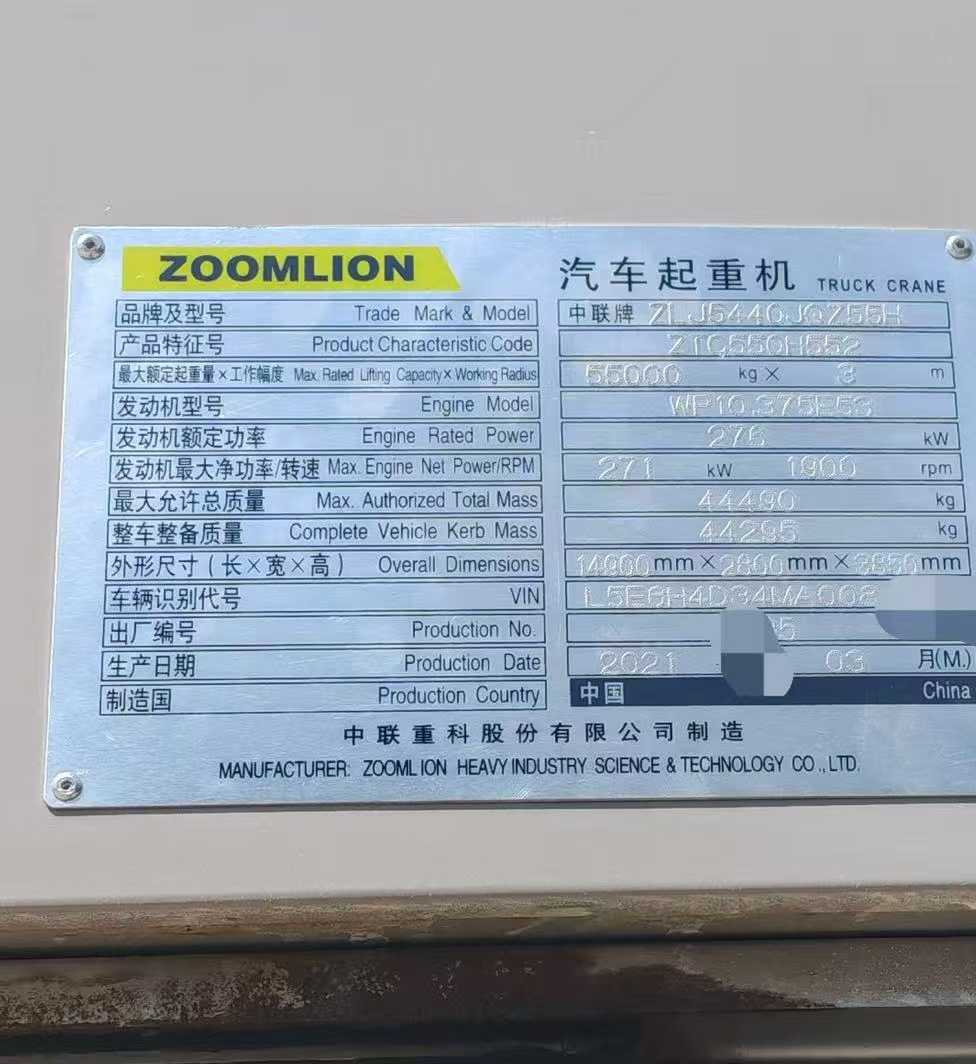 ZOOMLION 汽车起重机 TRUCK CRANE
品牌及型号 Trade Mark & Model 中联牌 ZLJ5440JQZ55H
产品特征号 Product Characteristic Code ZTC550H552
最大额定起重量×工作幅度 Max. Rated Lifting Capacity×Working Radius 55000 kg × 3 m
发动机型号 Engine Model WP10.375E53
发动机额定功率 Engine Rated Power 276 kW
发动机最大净功率/转速 Max. Engine Net Power/RPM 271 kW 1900 rpm
最大允许总质量 Max. Authorized Total Mass 44490 kg
整车整备质量 Complete Vehicle Kerb Mass 44295 kg
外形尺寸(长×宽×高) Overall Dimensions mm×2800mm×3850mm
车辆识别代号 VIN L5E6H4D34MA008
出厂编号 Production No.
生产日期 Production Date 2021 03 月(M.)
制造国 Production Country 中国 China
中联重科股份有限公司制造
MANUFACTURER: ZOOMLION HEAVY INDUSTRY SCIENCE & TECHNOLOGY CO.,LTD.